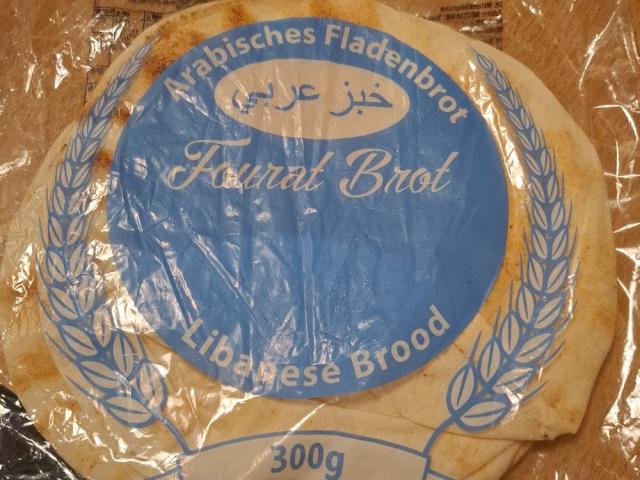 Arabisches Fladenbrot
خبز عربي
Fourat Brot
Libanese Brood
300g